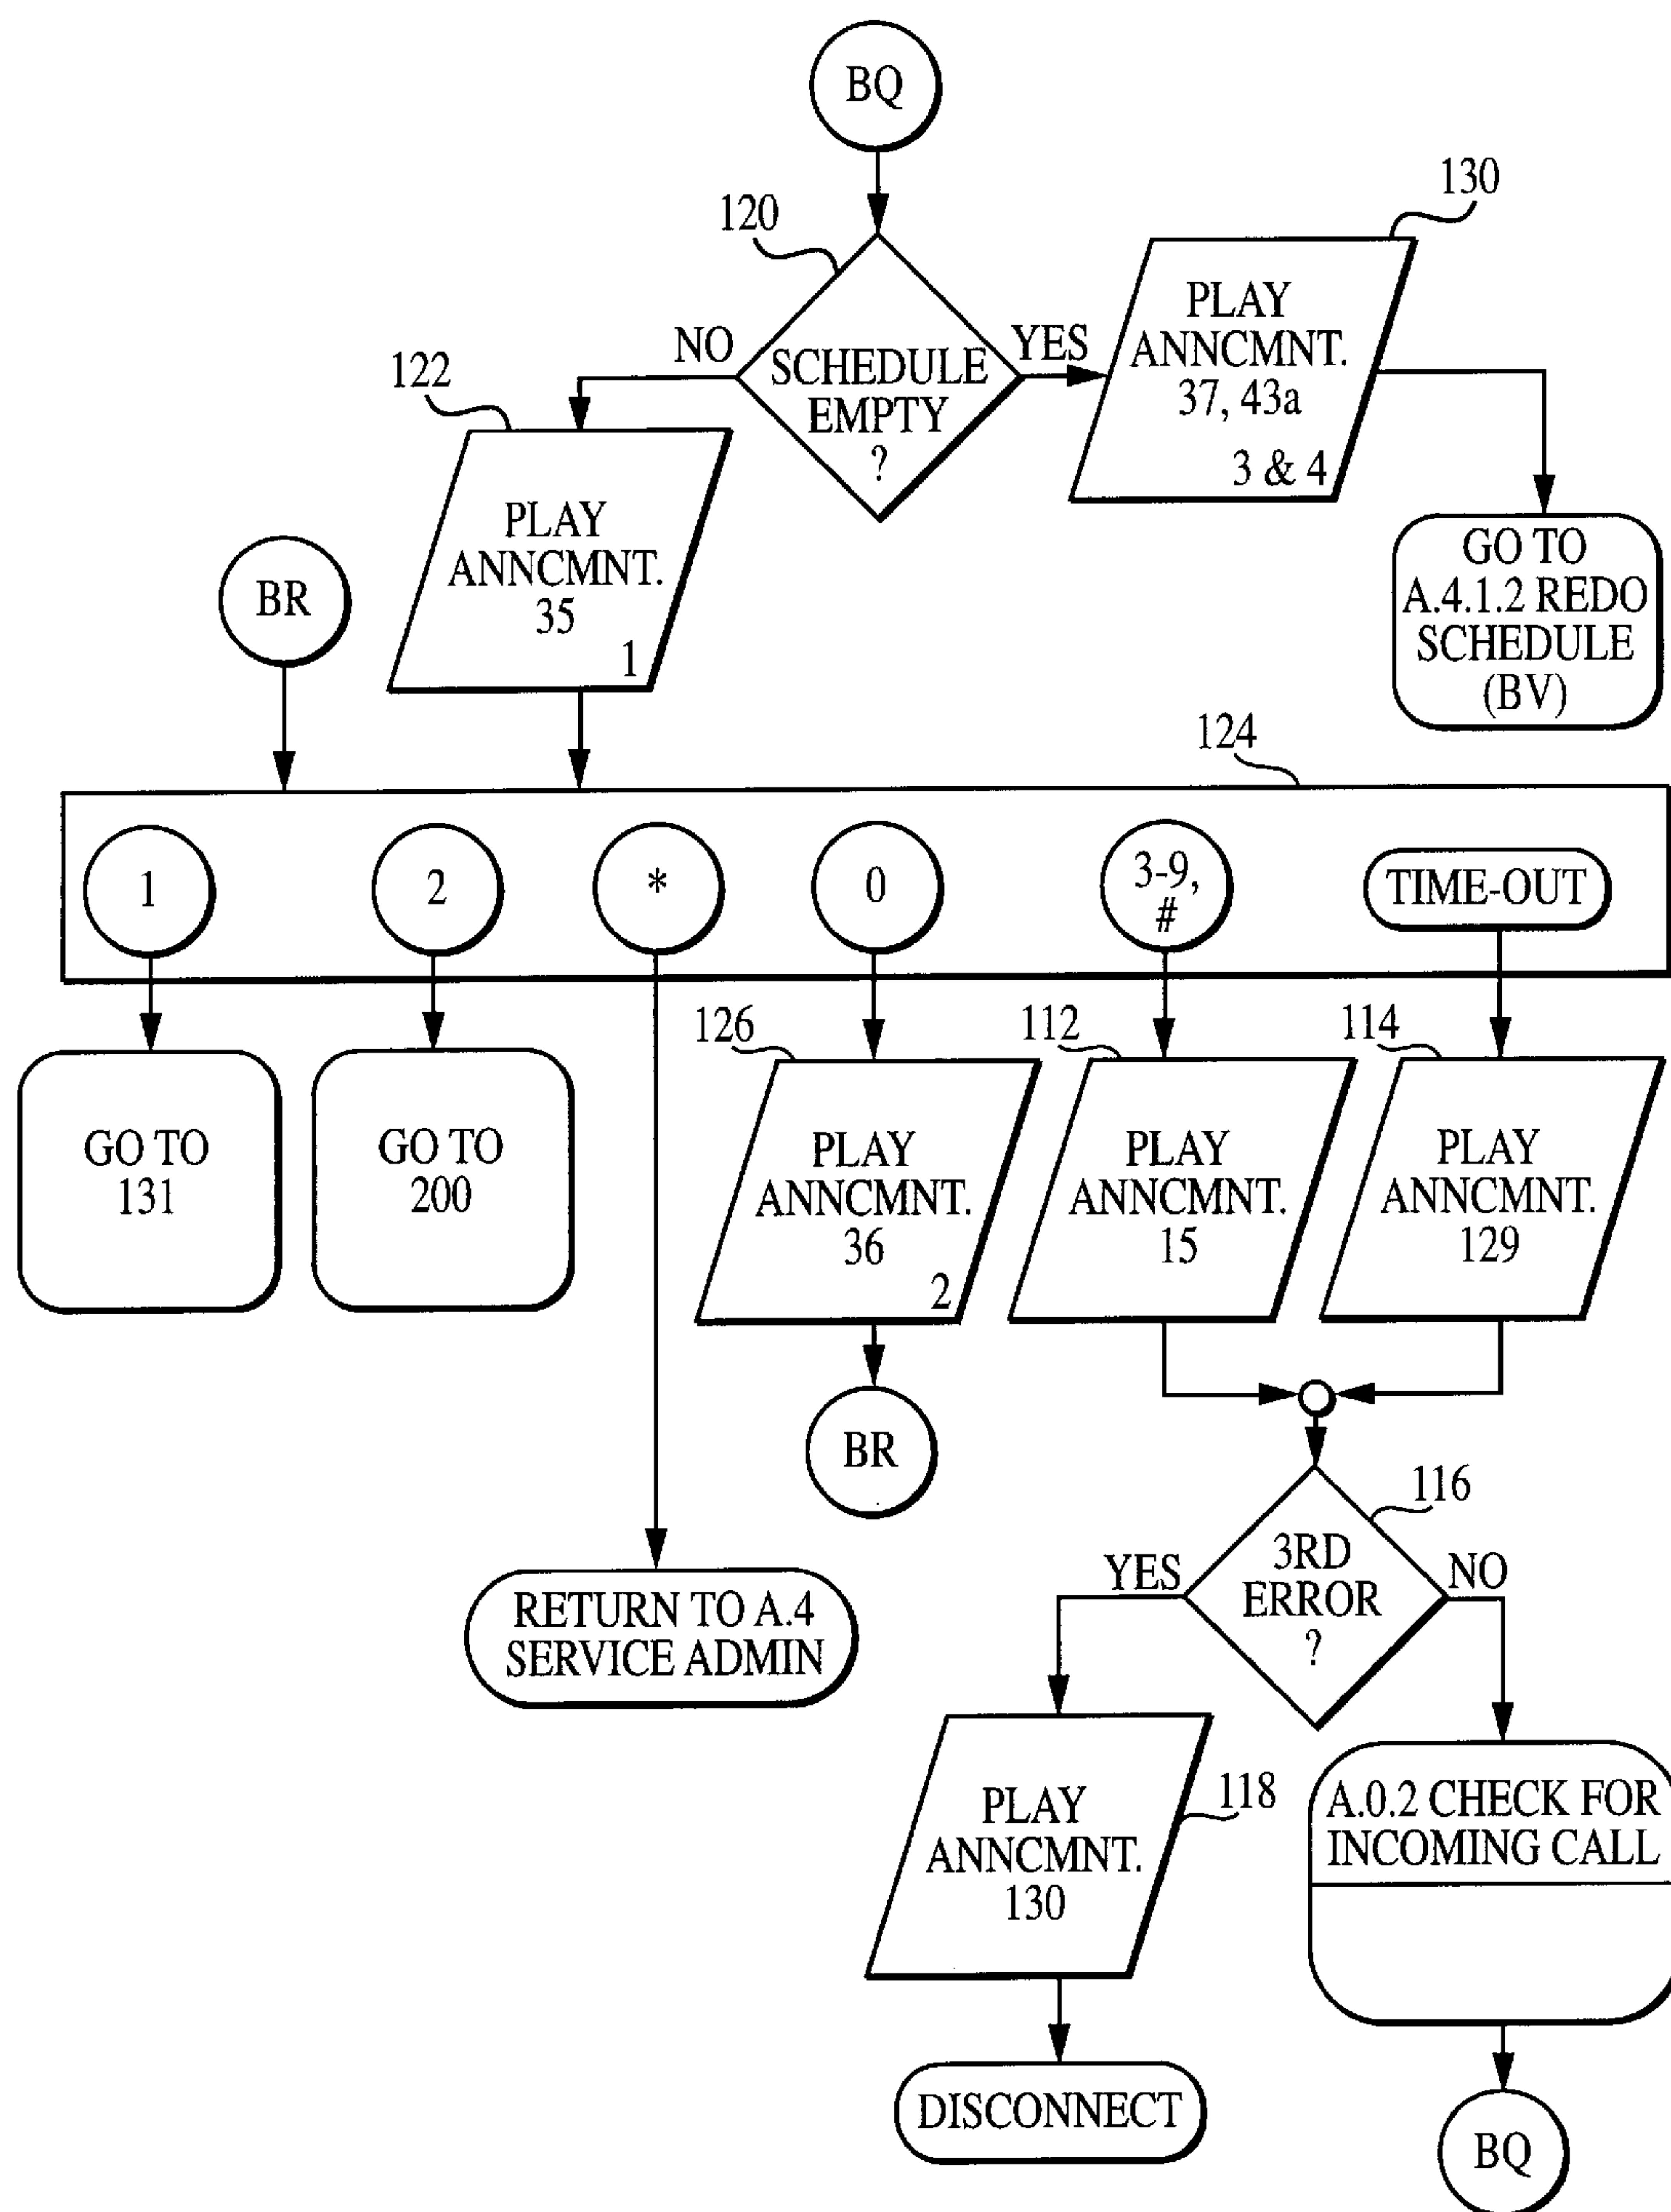 BQ
120
130
NO
SCHEDULE
EMPTY
?
YES
PLAY
ANNCMNT.
37, 43a
3 & 4
122
PLAY
ANNCMNT.
35
1
BR
GO TO
A.4.1.2 REDO
SCHEDULE
(BV)
124
1
2
*
0
3-9,
#
TIME-OUT
GO TO
131
GO TO
200
126
PLAY
ANNCMNT.
36
2
112
PLAY
ANNCMNT.
15
114
PLAY
ANNCMNT.
129
BR
RETURN TO A.4
SERVICE ADMIN
116
YES
3RD
ERROR
?
NO
PLAY
ANNCMNT.
130
118
A.0.2 CHECK FOR
INCOMING CALL
DISCONNECT
BQ